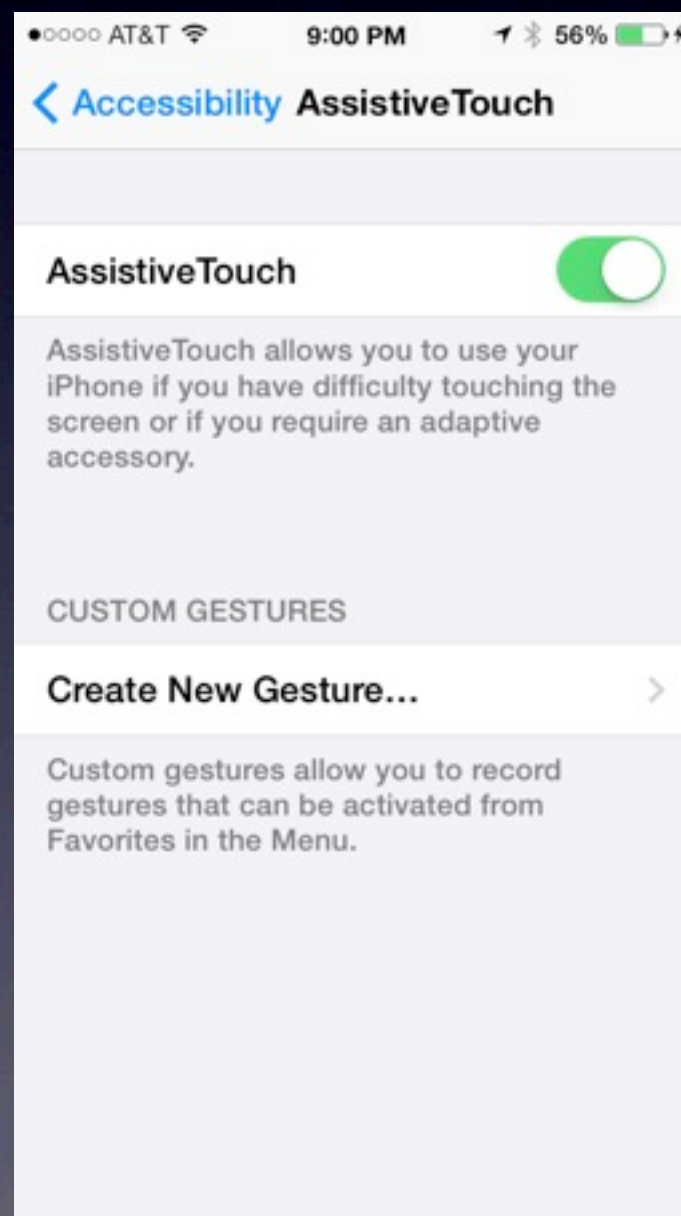 AT&T 9:00 PM 56%
Accessibility AssistiveTouch
AssistiveTouch
AssistiveTouch allows you to use your
iPhone if you have difficulty touching the
screen or if you require an adaptive
accessory.
CUSTOM GESTURES
Create New Gesture...
Custom gestures allow you to record
gestures that can be activated from
Favorites in the Menu.